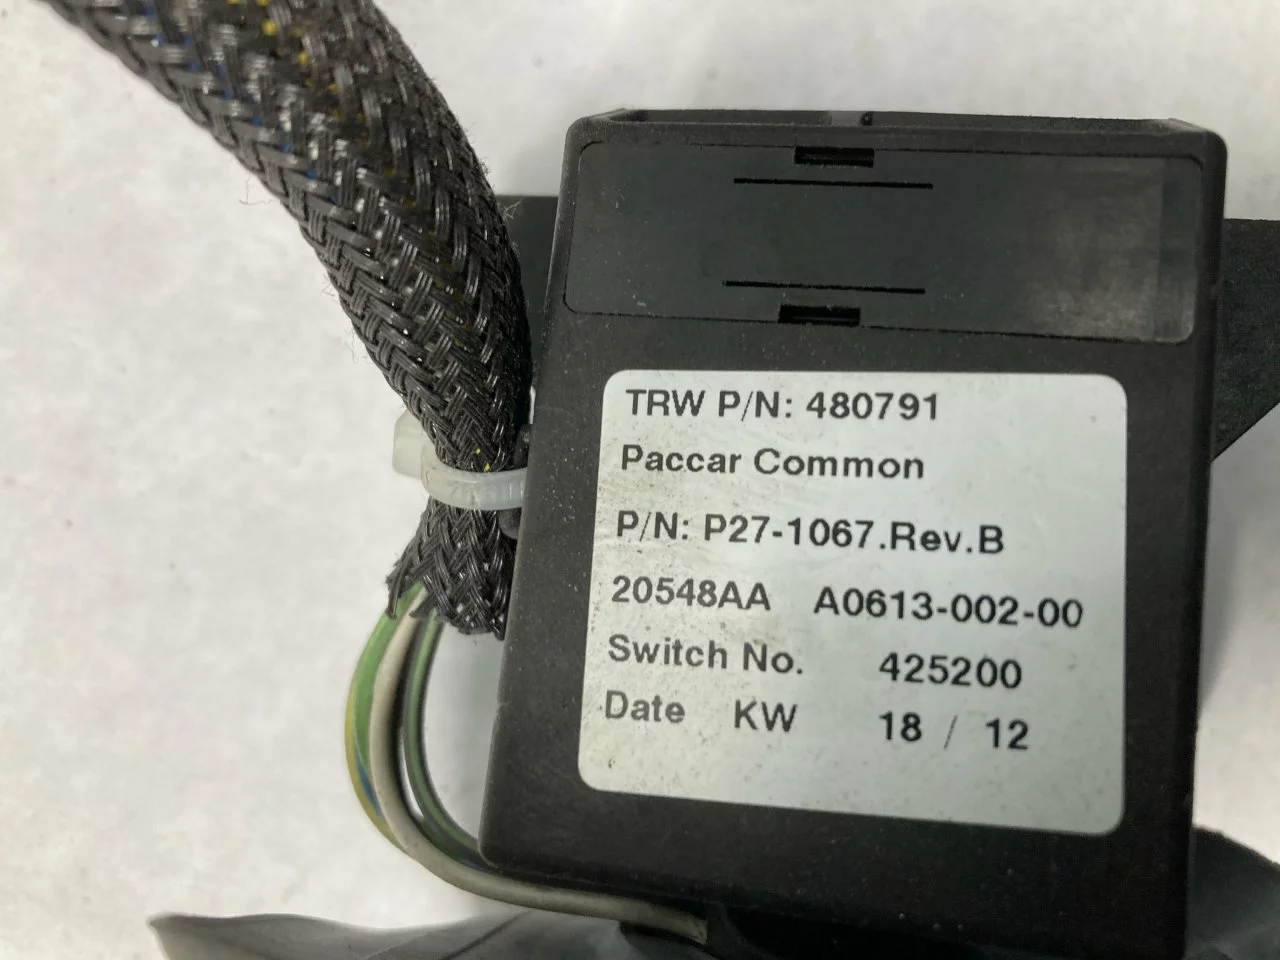 TRW P/N: 480791
Paccar Common
P/N: P27-1067.Rev.B
20548AA A0613-002-00
Switch No. 425200
Date KW 18 / 12